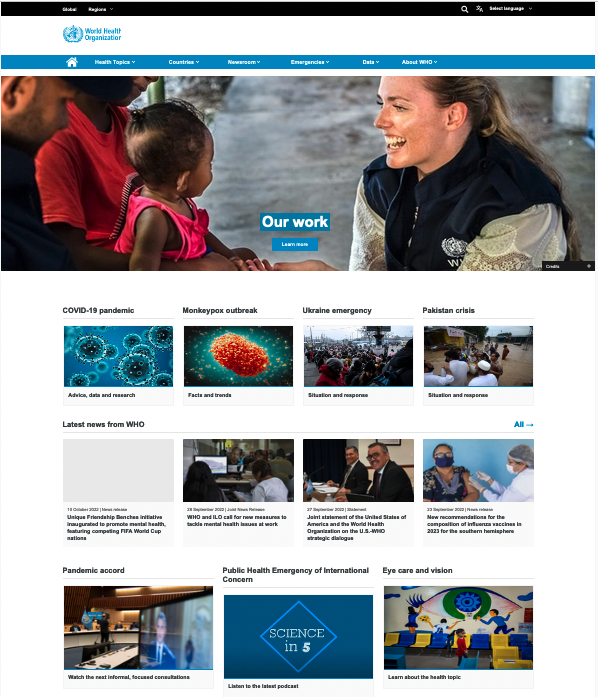 Global Regions
Select language
World Health
Organization
Health Topics Countries Newsroom Emergencies Data About WHO
Our work
Learn more
Credits
COVID-19 pandemic
Advice, data and research
Monkeypox outbreak
Facts and trends
Ukraine emergency
Situation and response
Pakistan crisis
Situation and response
Latest news from WHO
All →
10 October 2022 | News release
Unique Friendship Benches initiative
inaugurated to promote mental health,
featuring competing FIFA World Cup
nations
28 September 2022 | Joint News Release
WHO and ILO call for new measures to
tackle mental health issues at work
27 September 2022 | Statement
Joint statement of the United States of
America and the World Health
Organization on the U.S.-WHO
strategic dialogue
23 September 2022 | News release
New recommendations for the
composition of influenza vaccines in
2023 for the southern hemisphere
Pandemic accord
Watch the next informal, focused consultations
Public Health Emergency of International
Concern
SCIENCE
in 5
Listen to the latest podcast
Eye care and vision
Learn about the health topic